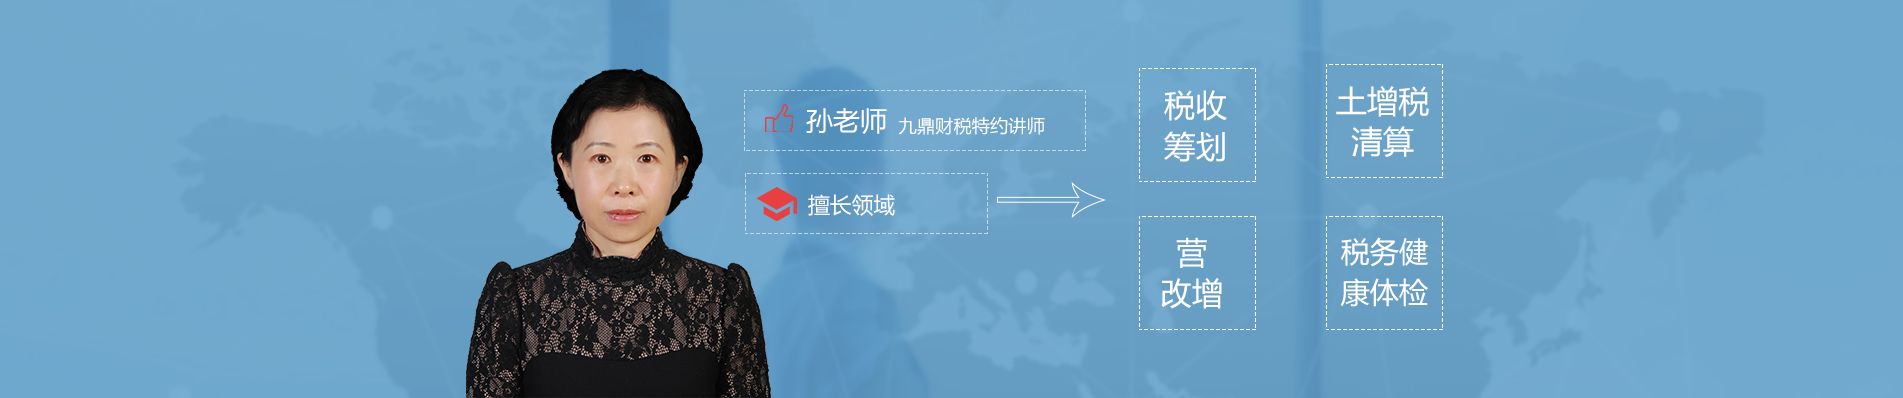 孙老师 九鼎财税特约讲师
擅长领域
税收
筹划
土增税
清算
营
改增
税务健
康体检